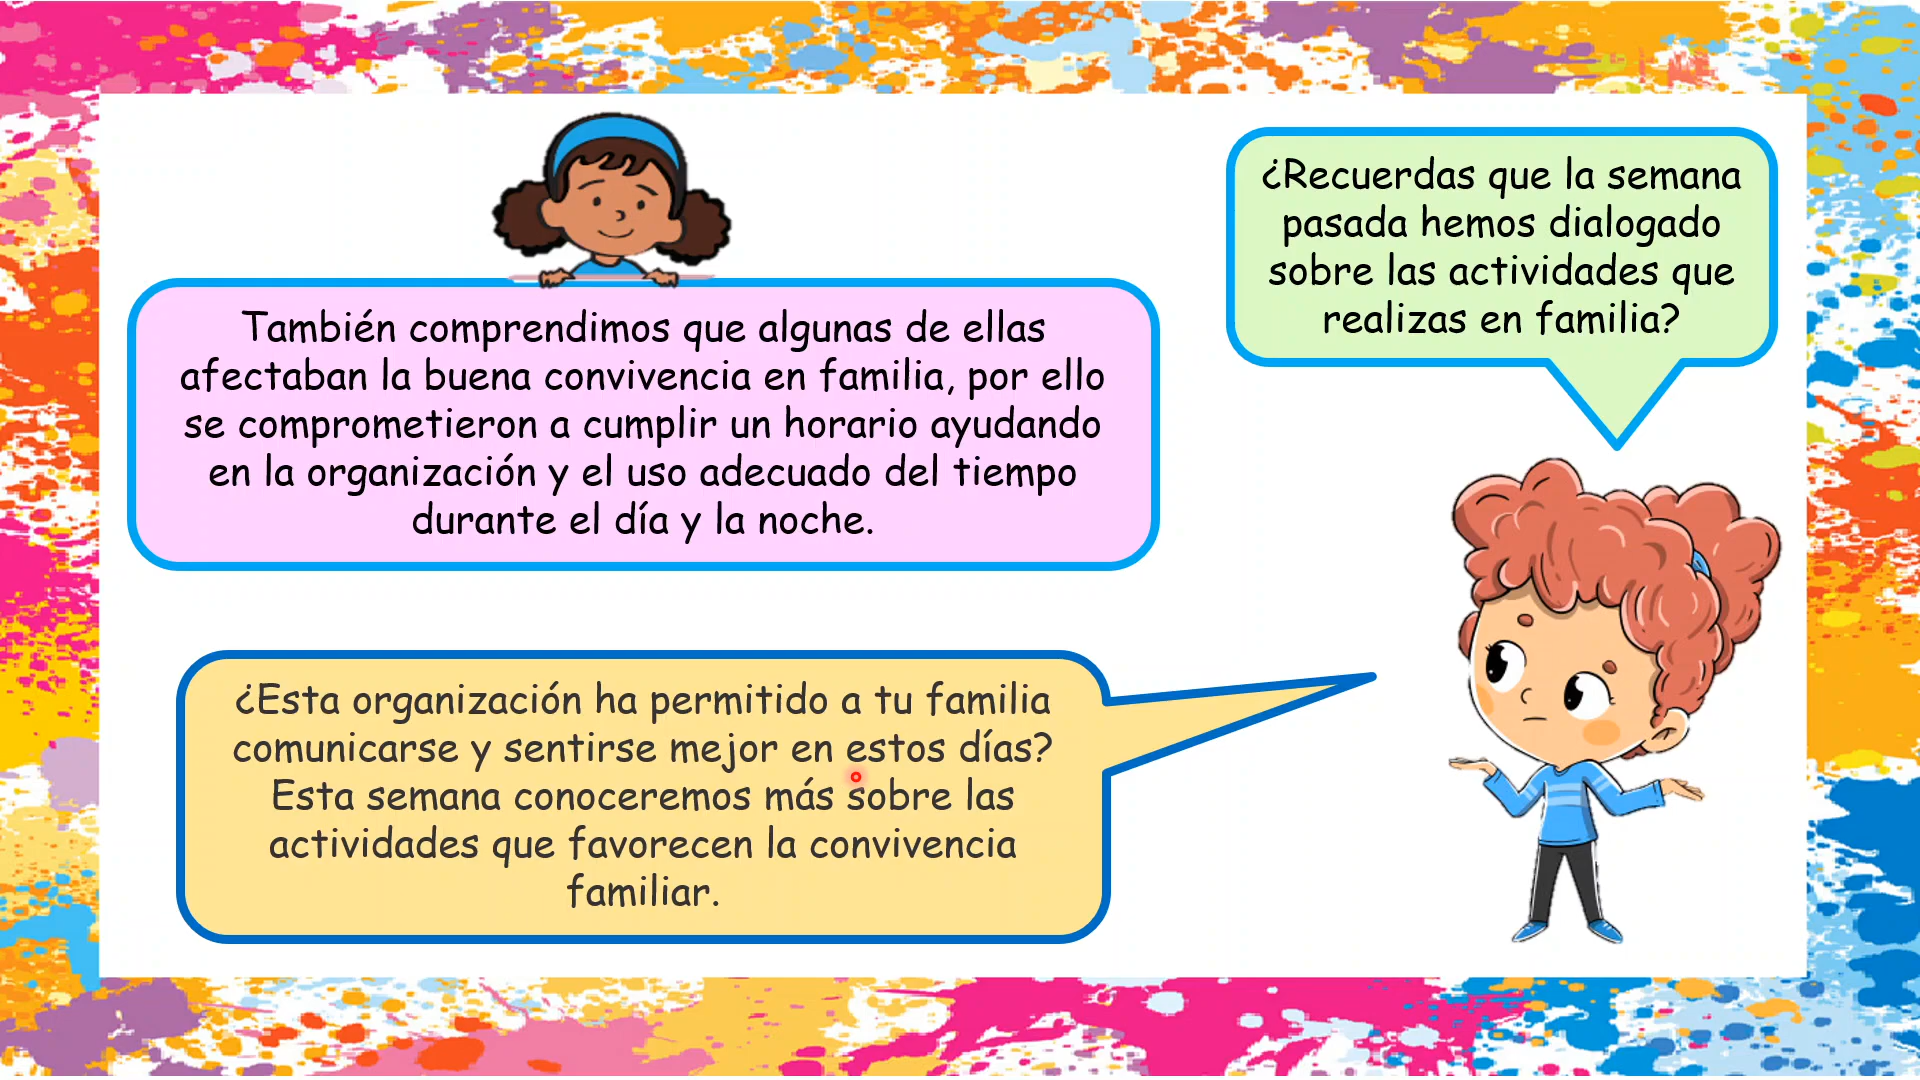 ¿Recuerdas que la semana
pasada hemos dialogado
sobre las actividades que
realizas en familia?
También comprendimos que algunas de ellas
afectaban la buena convivencia en familia, por ello
se comprometieron a cumplir un horario ayudando
en la organización y el uso adecuado del tiempo
durante el día y la noche.
¿Esta organización ha permitido a tu familia
comunicarse y sentirse mejor en estos días?
Esta semana conoceremos más sobre las
actividades que favorecen la convivencia
familiar.